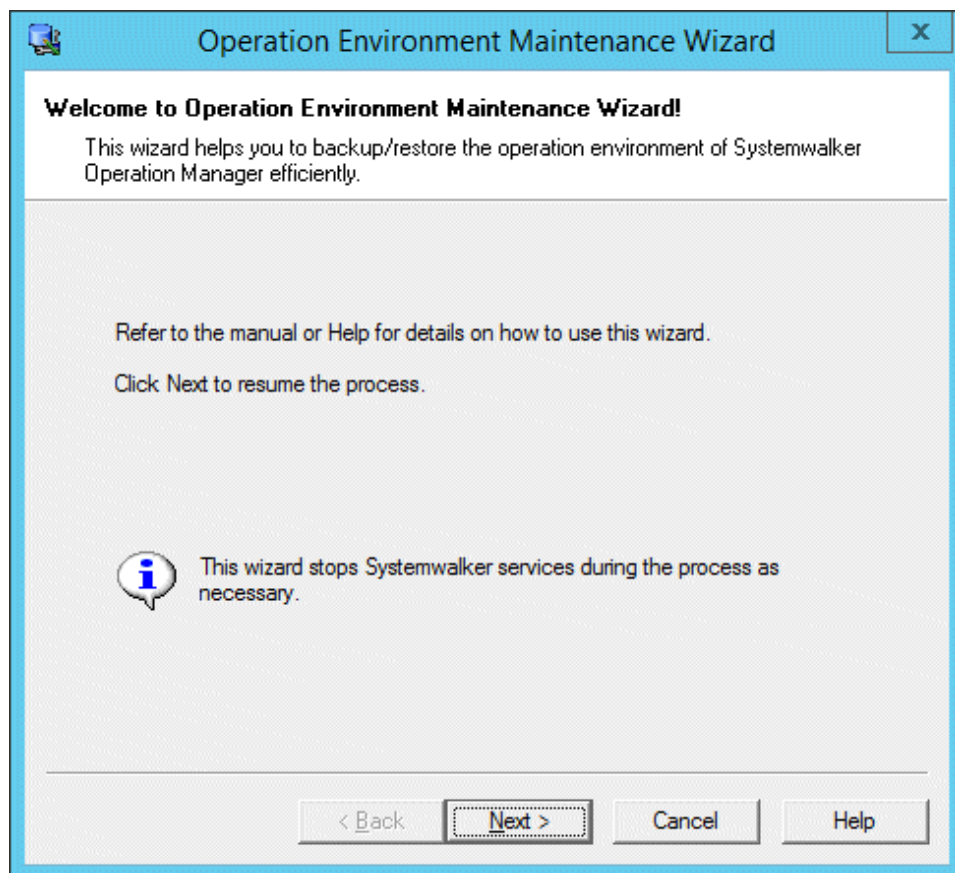 Operation Environment Maintenance Wizard
x
Welcome to Operation Environment Maintenance Wizard!
This wizard helps you to backup/restore the operation environment of Systemwalker
Operation Manager efficiently.
Refer to the manual or Help for details on how to use this wizard.
Click Next to resume the process.
This wizard stops Systemwalker services during the process as
necessary.
< Back Next > Cancel Help